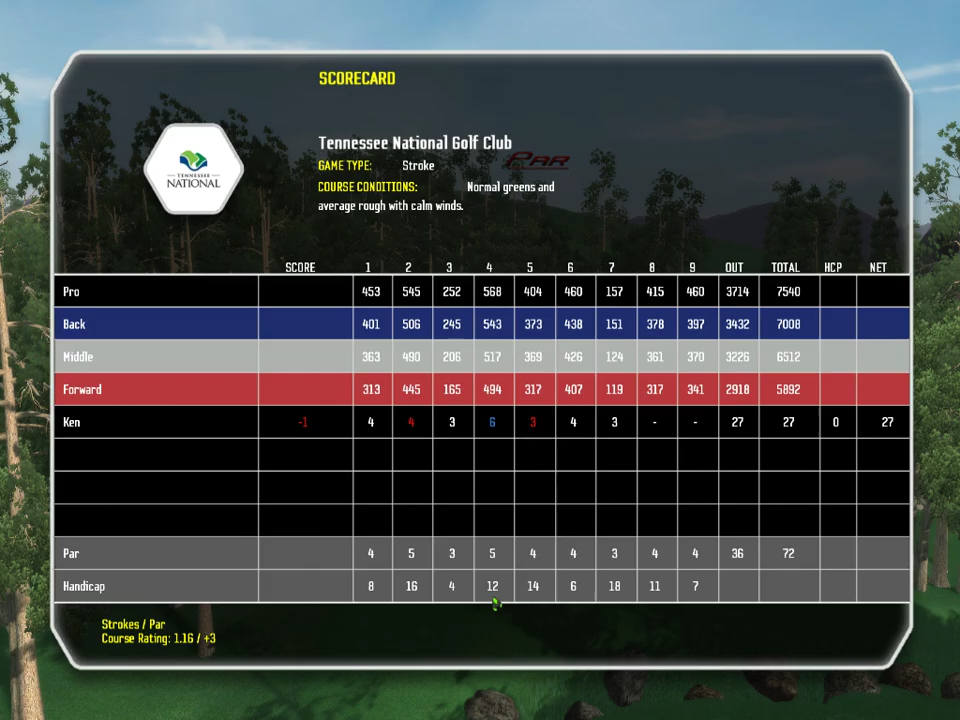 SCORECARD
Tennessee National Golf Club
PAR
GAME TYPE: Stroke
COURSE CONDITIONS: Normal greens and
average rough with calm winds.
TENNESSEE
NATIONAL
SCORE 1 2 3 4 5 6 7 8 9 OUT TOTAL HCP NET
Pro 453 545 252 568 404 460 157 415 460 3714 7540
Back 401 506 245 543 373 438 151 378 397 3432 7008
Middle 363 490 206 517 369 426 124 361 370 3226 6512
Forward 313 445 165 494 317 407 119 317 341 2918 5892
Ken -1 4 4 3 6 3 4 3 - - 27 27 0 27
Par 4 5 3 5 4 4 3 4 4 36 72
Handicap 8 16 4 12 14 6 18 11 7
Strokes / Par
Course Rating: 1.16 / +3